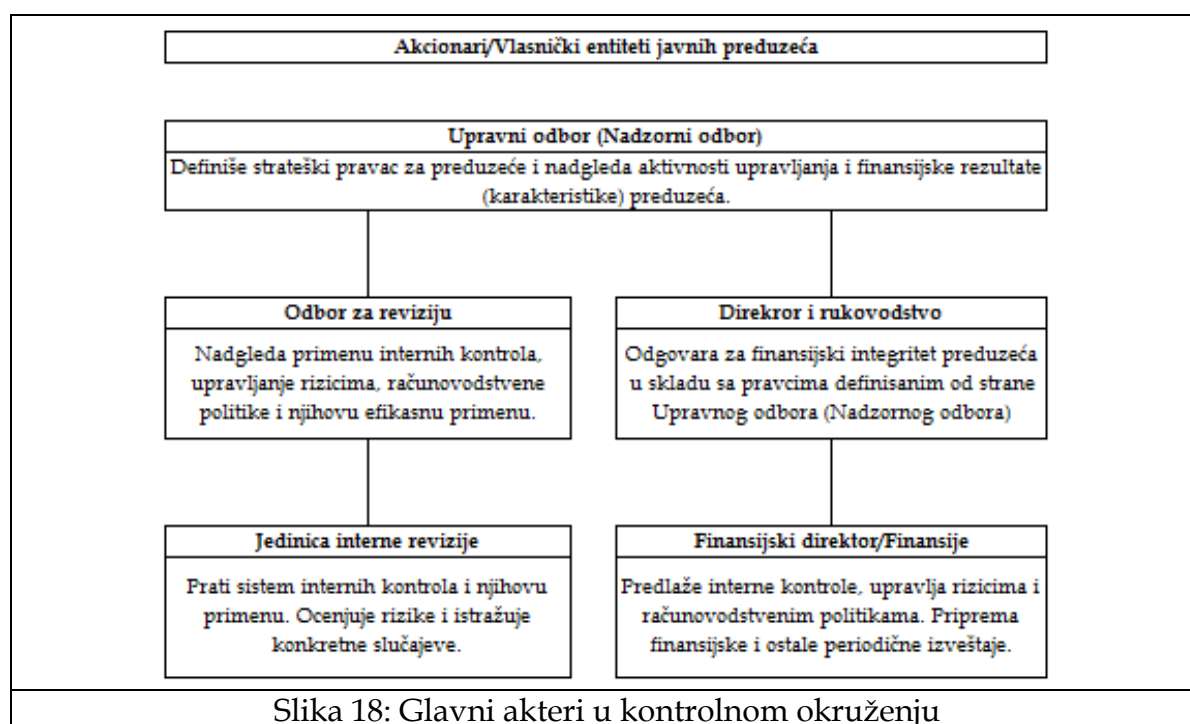 Akcionari/Vlasnički entiteti javnih preduzeća
Upravni odbor (Nadzorni odbor)
Definiše strateški pravac za preduzeće i nadgleda aktivnosti upravljanja i finansijske rezultate
(karakteristike) preduzeća.
Odbor za reviziju
Nadgleda primenu internih kontrola,
upravljanje rizicima, računovodstvene
politike i njihovu efikasnu primenu.
Direkror i rukovodstvo
Odgovara za finansijski integritet preduzeća
u skladu sa pravcima definisanim od strane
Upravnog odbora (Nadzornog odbora)
Jedinica interne revizije
Prati sistem internih kontrola i njihovu
primenu. Ocenjuje rizike i istražuje
konkretne slučajeve.
Finansijski direktor/Finansije
Predlaže interne kontrole, upravlja rizicima i
računovodstvenim politikama. Priprema
finansijske i ostale periodične izveštaje.
Slika 18: Glavni akteri u kontrolnom okruženju